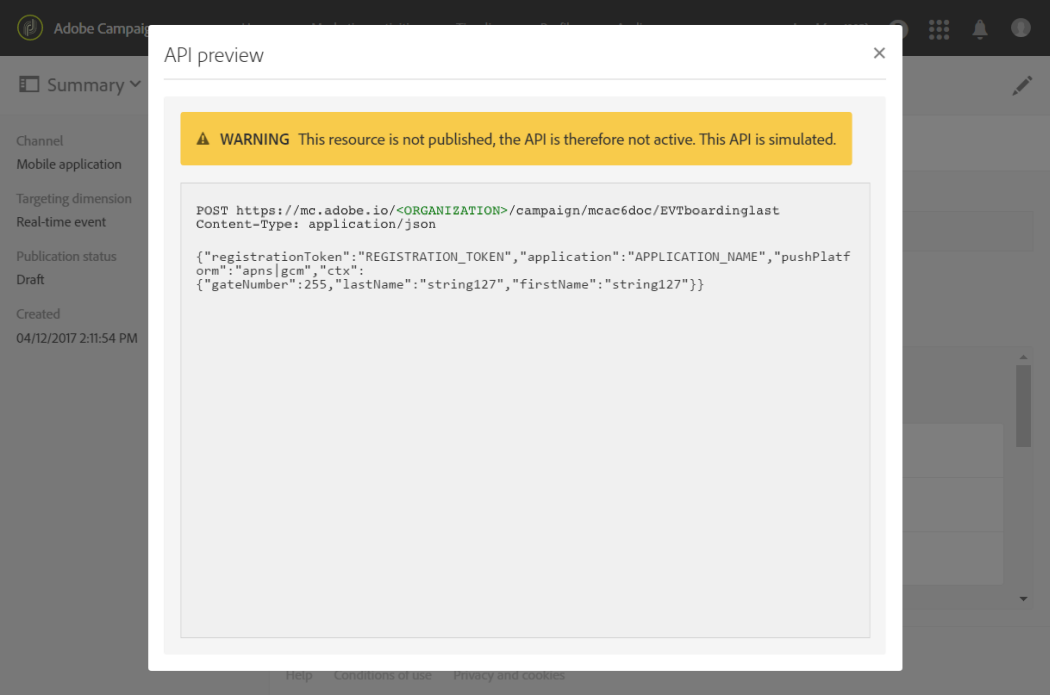 Adobe Campaig
API preview
Summary
WARNING This resource is not published, the API is therefore not active. This API is simulated.
Channel
Mobile application
Targeting dimension
Real-time event
Publication status
Draft
Created
04/12/2017 2:11:54 PM
POST https://mc.adobe.io/<ORGANIZATION>/campaign/mcac6doc/EVTboardinglast
Content-Type: application/json
{"registrationToken":"REGISTRATION_TOKEN","application":"APPLICATION_NAME","pushPlatf
orm":"apns|gcm","ctx":
{"gateNumber":255,"lastName":"string127","firstName":"string127"}}
Help Conditions of use Privacy and cookies